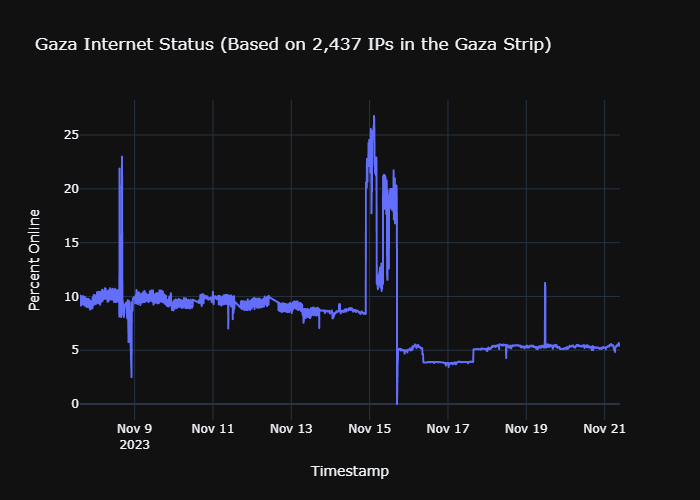 Gaza Internet Status (Based on 2,437 IPs in the Gaza Strip)
Percent Online
25
20
15
10
5
0
Nov 9 Nov 11 Nov 13 Nov 15 Nov 17 Nov 19 Nov 21
2023
Timestamp